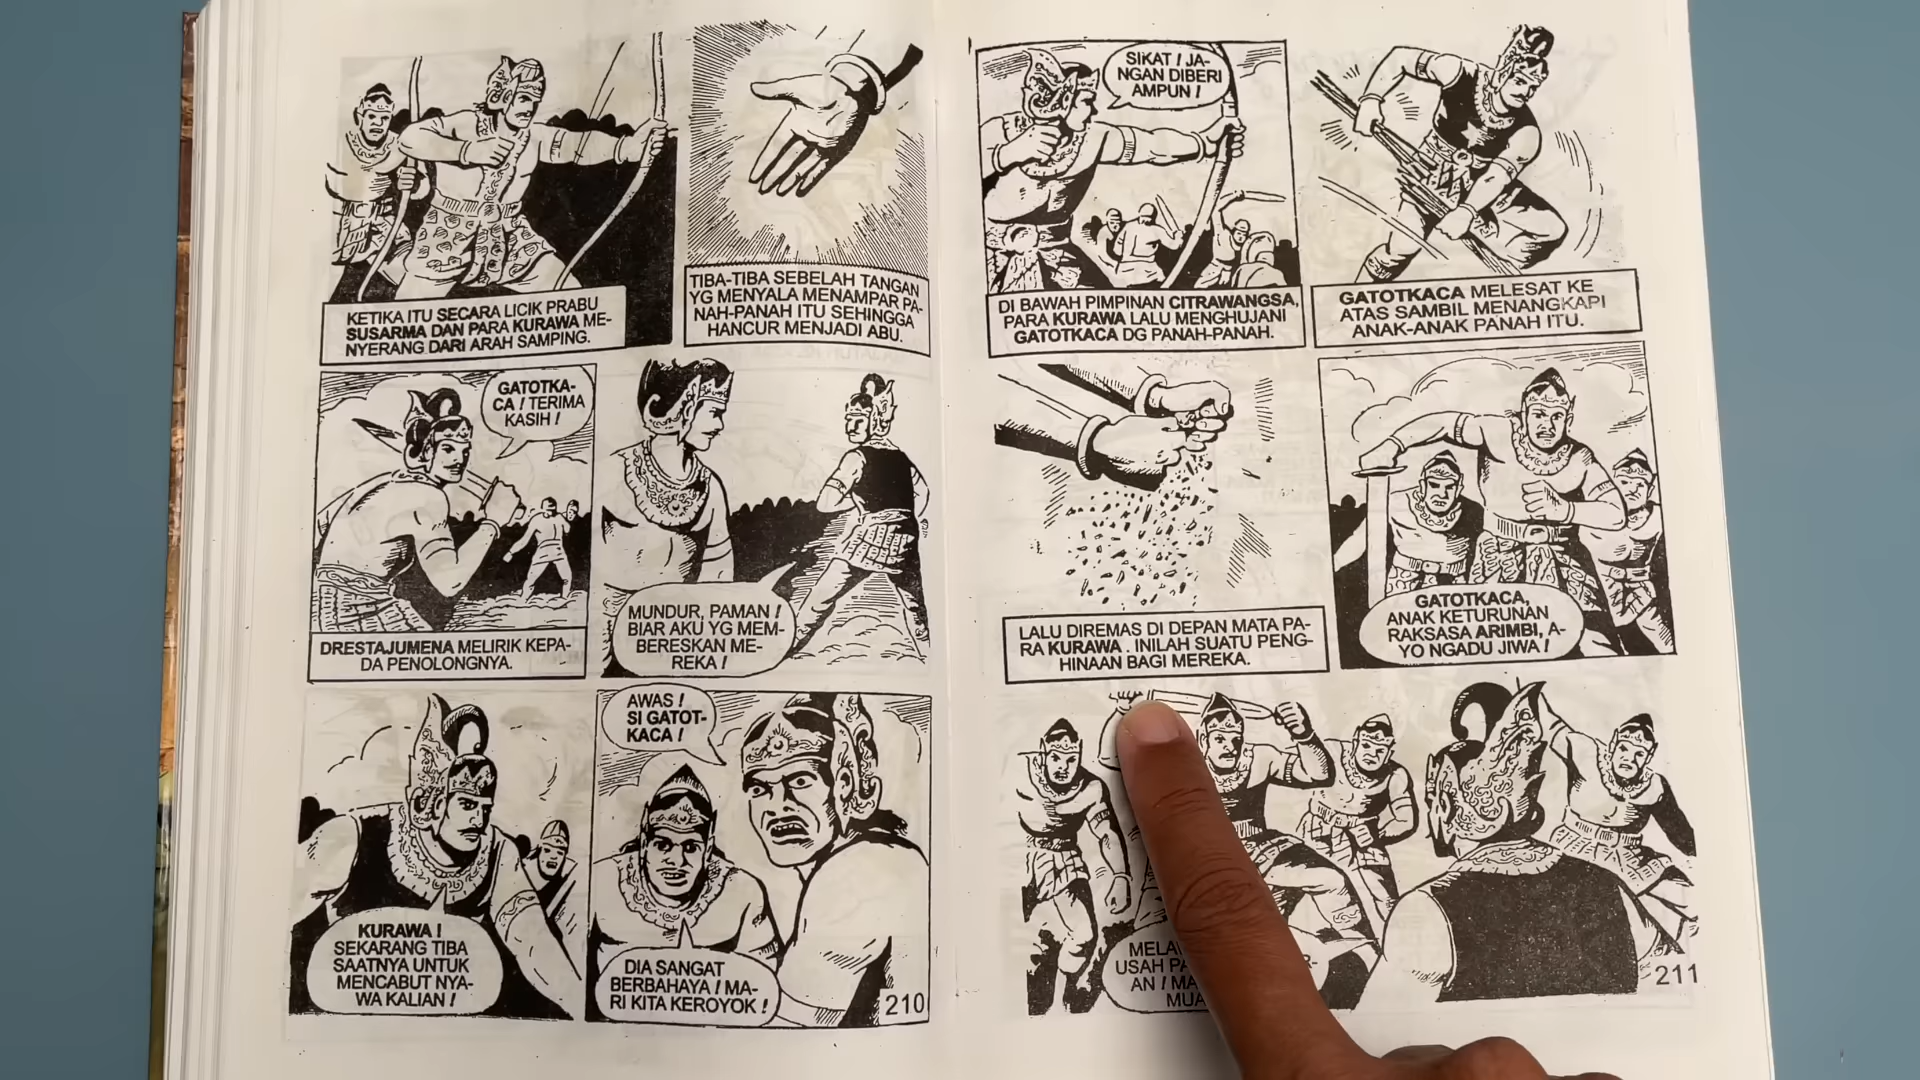 KETIKA ITU SECARA LICIK PRABU
SUSARMA DAN PARA KURAWA ME-
NYERANG DARI ARAH SAMPING.
TIBA-TIBA SEBELAH TANGAN
YG MENYALA MENAMPAR PA-
NAH-PANAH ITU SEHINGGA
HANCUR MENJADI ABU.
GATOTKA-
CA ! TERIMA
KASIH !
DRESTAJUMENA MELIRIK KEPA-
DA PENOLONGNYA.
MUNDUR, PAMAN !
BIAR AKU YG MEM-
BERESKAN ME-
REKA !
KURAWA !
SEKARANG TIBA
SAATNYA UNTUK
MENCABUT NYA-
WA KALIAN !
AWAS !
SI GATOT-
KACA !
DIA SANGAT
BERBAHAYA ! MA-
RI KITA KEROYOK !
210
SIKAT ! JA-
NGAN DIBERI
AMPUN !
DI BAWAH PIMPINAN CITRAWANGSA,
PARA KURAWA LALU MENGHUJANI
GATOTKACA DG PANAH-PANAH.
GATOTKACA MELESAT KE
ATAS SAMBIL MENANGKAPI
ANAK-ANAK PANAH ITU.
LALU DIREMAS DI DEPAN MATA PA-
RA KURAWA . INILAH SUATU PENG-
HINAAN BAGI MEREKA.
GATOTKACA,
ANAK KETURUNAN
RAKSASA ARIMBI, A-
YO NGADU JIWA !
USAH
AN !
211